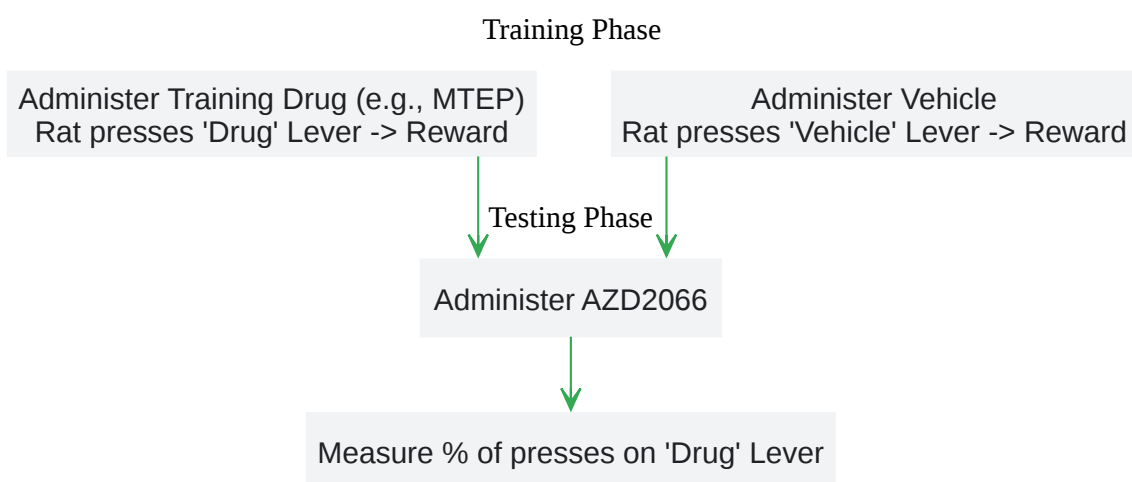 Training Phase
Administer Training Drug (e.g., MTEP)
Rat presses 'Drug' Lever -> Reward
Administer Vehicle
Rat presses 'Vehicle' Lever -> Reward
Testing Phase
Administer AZD2066
Measure % of presses on 'Drug' Lever